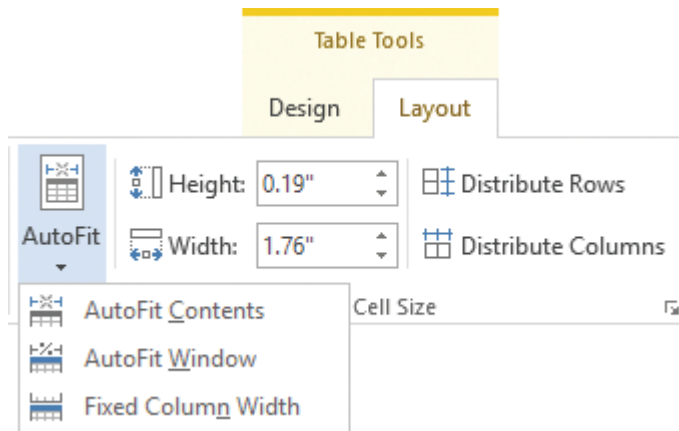 Table Tools
Design Layout
Height: 0.19" Distribute Rows
AutoFit Width: 1.76" Distribute Columns
Cell Size
AutoFit Contents
AutoFit Window
Fixed Column Width